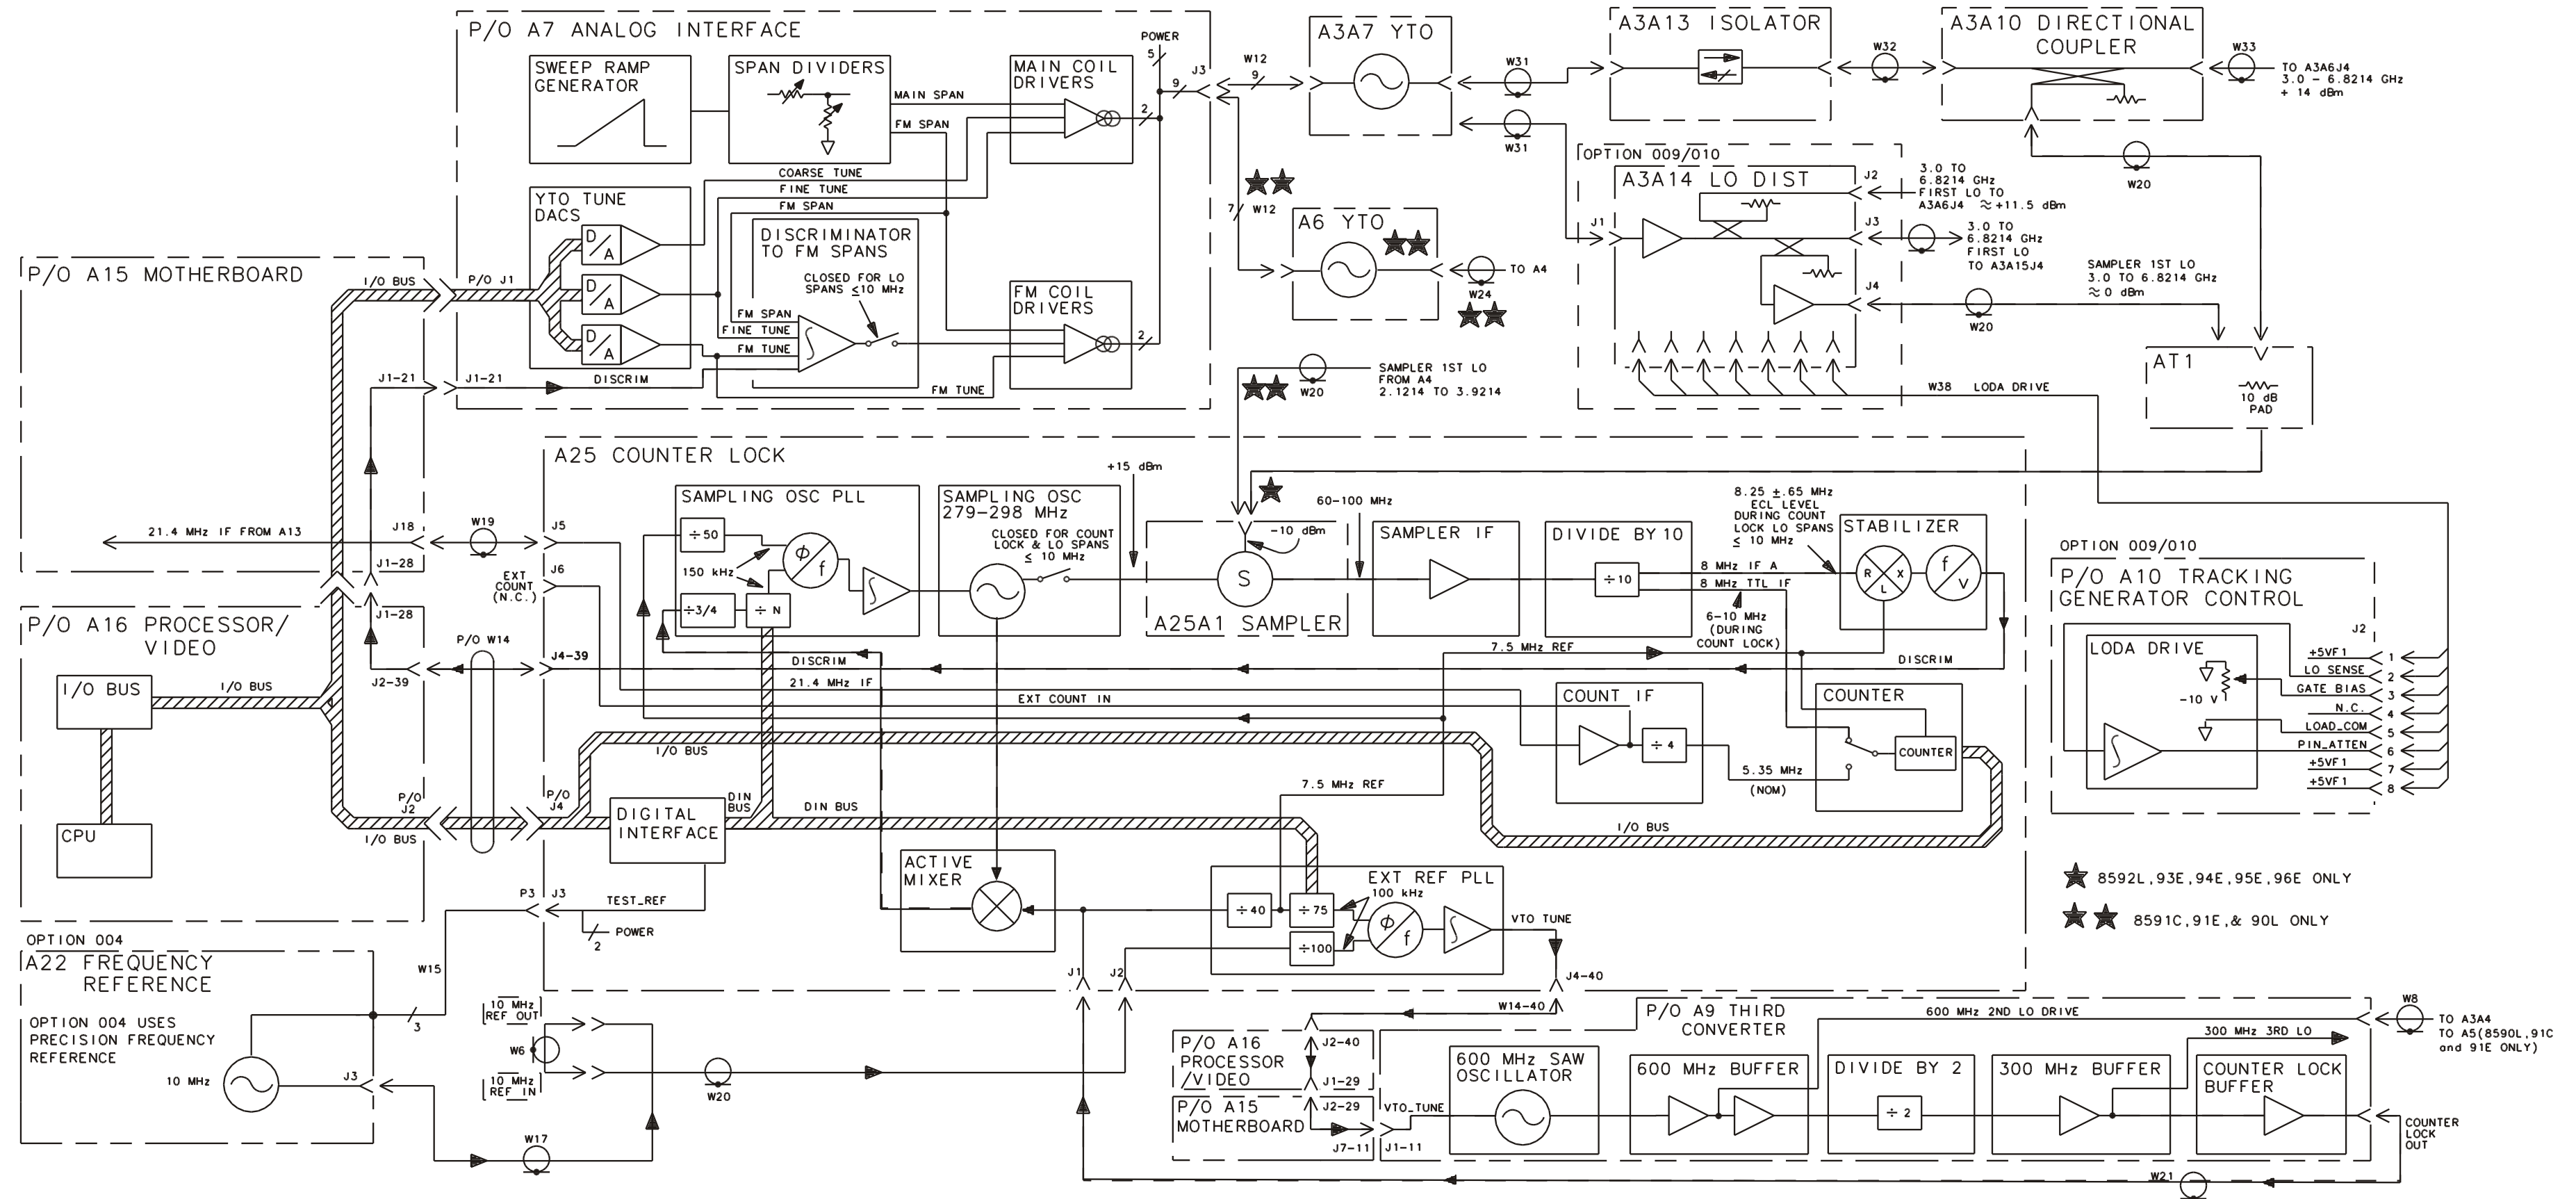 P/O A7 ANALOG INTERFACE
SWEEP RAMP
GENERATOR
SPAN DIVIDERS
MAIN SPAN
FM SPAN
MAIN COIL
DRIVERS
POWER
5
2
9
J3
W12
9
A3A7 YTO
W31
W31
A3A13 ISOLATOR
W32
A3A10 DIRECTIONAL
COUPLER
W33
TO A3A6J4
3.0 - 6.8214 GHz
+ 14 dBm
W20
COARSE TUNE
FINE TUNE
FM SPAN
YTO TUNE
DACS
D/A
D/A
D/A
DISCRIMINATOR
TO FM SPANS
CLOSED FOR LO
SPANS ≤10 MHz
FM SPAN
FINE TUNE
FM TUNE
∫
FM COIL
DRIVERS
2
DISCRIM
FM TUNE
7
W12
A6 YTO
TO A4
W24
OPTION 009/010
A3A14 LO DIST
J1
J2
J3
J4
3.0 TO
6.8214 GHz
FIRST LO TO
A3A6J4 ≈+11.5 dBm
3.0 TO
6.8214 GHz
FIRST LO
TO A3A15J4
SAMPLER 1ST LO
3.0 TO 6.8214 GHz
≈ 0 dBm
W20
W38 LODA DRIVE
AT1
10 dB
PAD
P/O A15 MOTHERBOARD
I/O BUS
P/O J1
J1-21
J1-21
21.4 MHz IF FROM A13
J18
W19
J5
J1-28
J6
EXT
COUNT
(N.C.)
SAMPLER 1ST LO
FROM A4
2.1214 TO 3.9214
W20
A25 COUNTER LOCK
SAMPLING OSC PLL
÷50
150 kHz
÷3/4
÷ N
ϕ/f
∫
SAMPLING OSC
279-298 MHz
CLOSED FOR COUNT
LOCK & LO SPANS
≤ 10 MHz
+15 dBm
-10 dBm
S
A25A1 SAMPLER
60-100 MHz
SAMPLER IF
DIVIDE BY 10
÷10
8 MHz IF A
8 MHz TTL IF
8.25 ±.65 MHz
ECL LEVEL
DURING COUNT
LOCK LO SPANS
≤ 10 MHz
STABILIZER
R
X
L
f/V
6-10 MHz
(DURING
COUNT LOCK)
7.5 MHz REF
P/O A16 PROCESSOR/
VIDEO
J1-28
P/O W14
J2-39
J4-39
DISCRIM
DISCRIM
21.4 MHz IF
EXT COUNT IN
I/O BUS
I/O BUS
I/O BUS
CPU
P/O
J2
I/O BUS
P/O
J4
DIGITAL
INTERFACE
DIN
BUS
DIN BUS
7.5 MHz REF
COUNT IF
÷ 4
5.35 MHz
(NOM)
COUNTER
COUNTER
I/O BUS
OPTION 009/010
P/O A10 TRACKING
GENERATOR CONTROL
LODA DRIVE
-10 V
∫
J2
+5VF1 1
LO SENSE 2
GATE BIAS 3
N.C. 4
LOAD_COM 5
PIN_ATTEN 6
+5VF1 7
+5VF1 8
ACTIVE
MIXER
EXT REF PLL
÷40
÷75
÷100
100 kHz
ϕ/f
∫
VTO TUNE
P3 J3
TEST_REF
POWER
2
8592L,93E,94E,95E,96E ONLY
8591C,91E,& 90L ONLY
OPTION 004
A22 FREQUENCY
REFERENCE
OPTION 004 USES
PRECISION FREQUENCY
REFERENCE
10 MHz
J3
W15
3
W17
10 MHz
REF OUT
W6
10 MHz
REF IN
W20
J1
J2
J4-40
W14-40
P/O A16
PROCESSOR
/VIDEO
J2-40
J1-29
P/O A15
MOTHERBOARD
J2-29
J7-11
J1-11
VTO_TUNE
P/O A9 THIRD
CONVERTER
600 MHz SAW
OSCILLATOR
600 MHz BUFFER
DIVIDE BY 2
÷ 2
300 MHz BUFFER
COUNTER LOCK
BUFFER
600 MHz 2ND LO DRIVE
300 MHz 3RD LO
W8
TO A3A4
TO A5(8590L,91C
and 91E ONLY)
COUNTER
LOCK
OUT
W21